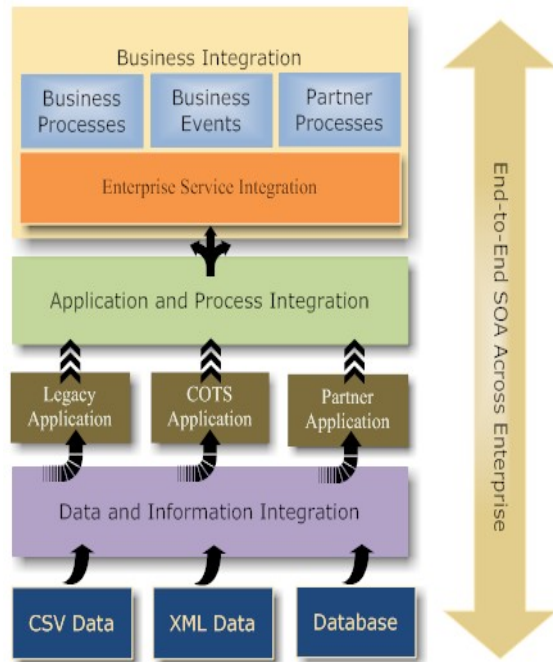 Business Integration
Business
Processes
Business
Events
Partner
Processes
Enterprise Service Integration
Application and Process Integration
Legacy
Application
COTS
Application
Partner
Application
Data and Information Integration
CSV Data
XML Data
Database
End-to-End SOA Across Enterprise